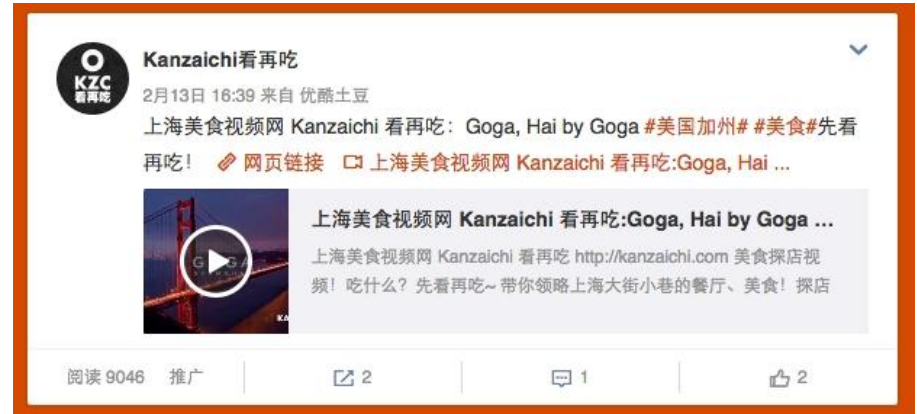 KZC
看再吃
Kanzaichi看再吃
2月13日 16:39 来自 优酷土豆
上海美食视频网 Kanzaichi 看再吃：Goga, Hai by Goga #美国加州# #美食#先看
再吃！ 网页链接 上海美食视频网 Kanzaichi 看再吃:Goga, Hai ...
上海美食视频网 Kanzaichi 看再吃:Goga, Hai by Goga ...
上海美食视频网 Kanzaichi 看再吃 http://kanzaichi.com 美食探店视
频！吃什么？先看再吃~ 带你领略上海大街小巷的餐厅、美食！探店
阅读 9046 推广 2 1 2